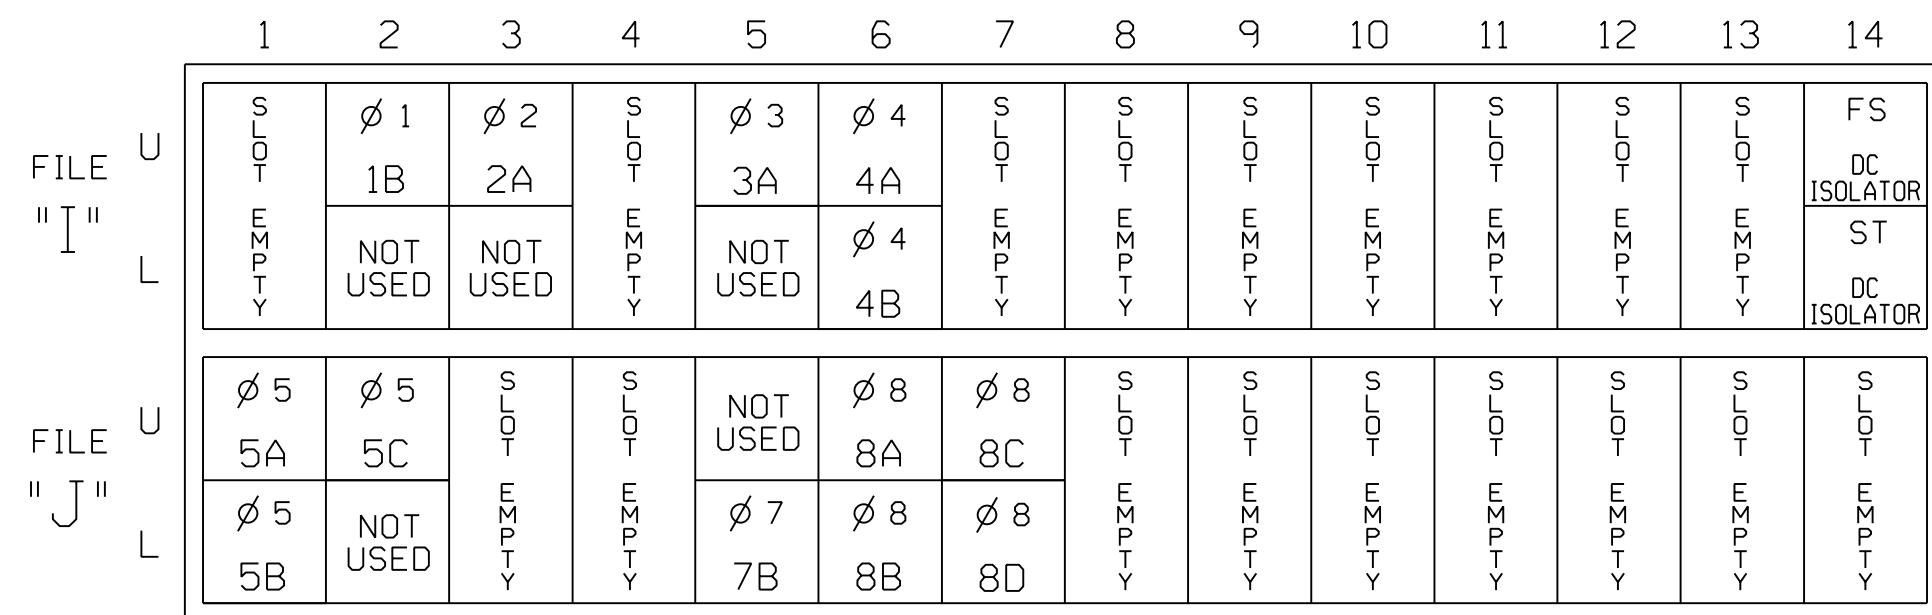 1 2 3 4 5 6 7 8 9 10 11 12 13 14
FILE "I"
U
L
SLOT EMPTY
Ø 1
1B
NOT USED
Ø 2
2A
NOT USED
SLOT EMPTY
Ø 3
3A
NOT USED
Ø 4
4A
Ø 4
4B
SLOT EMPTY
SLOT EMPTY
SLOT EMPTY
SLOT EMPTY
SLOT EMPTY
SLOT EMPTY
SLOT EMPTY
FS
DC
ISOLATOR
ST
DC
ISOLATOR
FILE "J"
U
L
Ø 5
5A
Ø 5
5B
Ø 5
5C
NOT USED
SLOT EMPTY
SLOT EMPTY
NOT USED
Ø 7
7B
Ø 8
8A
Ø 8
8B
Ø 8
8C
Ø 8
8D
SLOT EMPTY
SLOT EMPTY
SLOT EMPTY
SLOT EMPTY
SLOT EMPTY
SLOT EMPTY
SLOT EMPTY